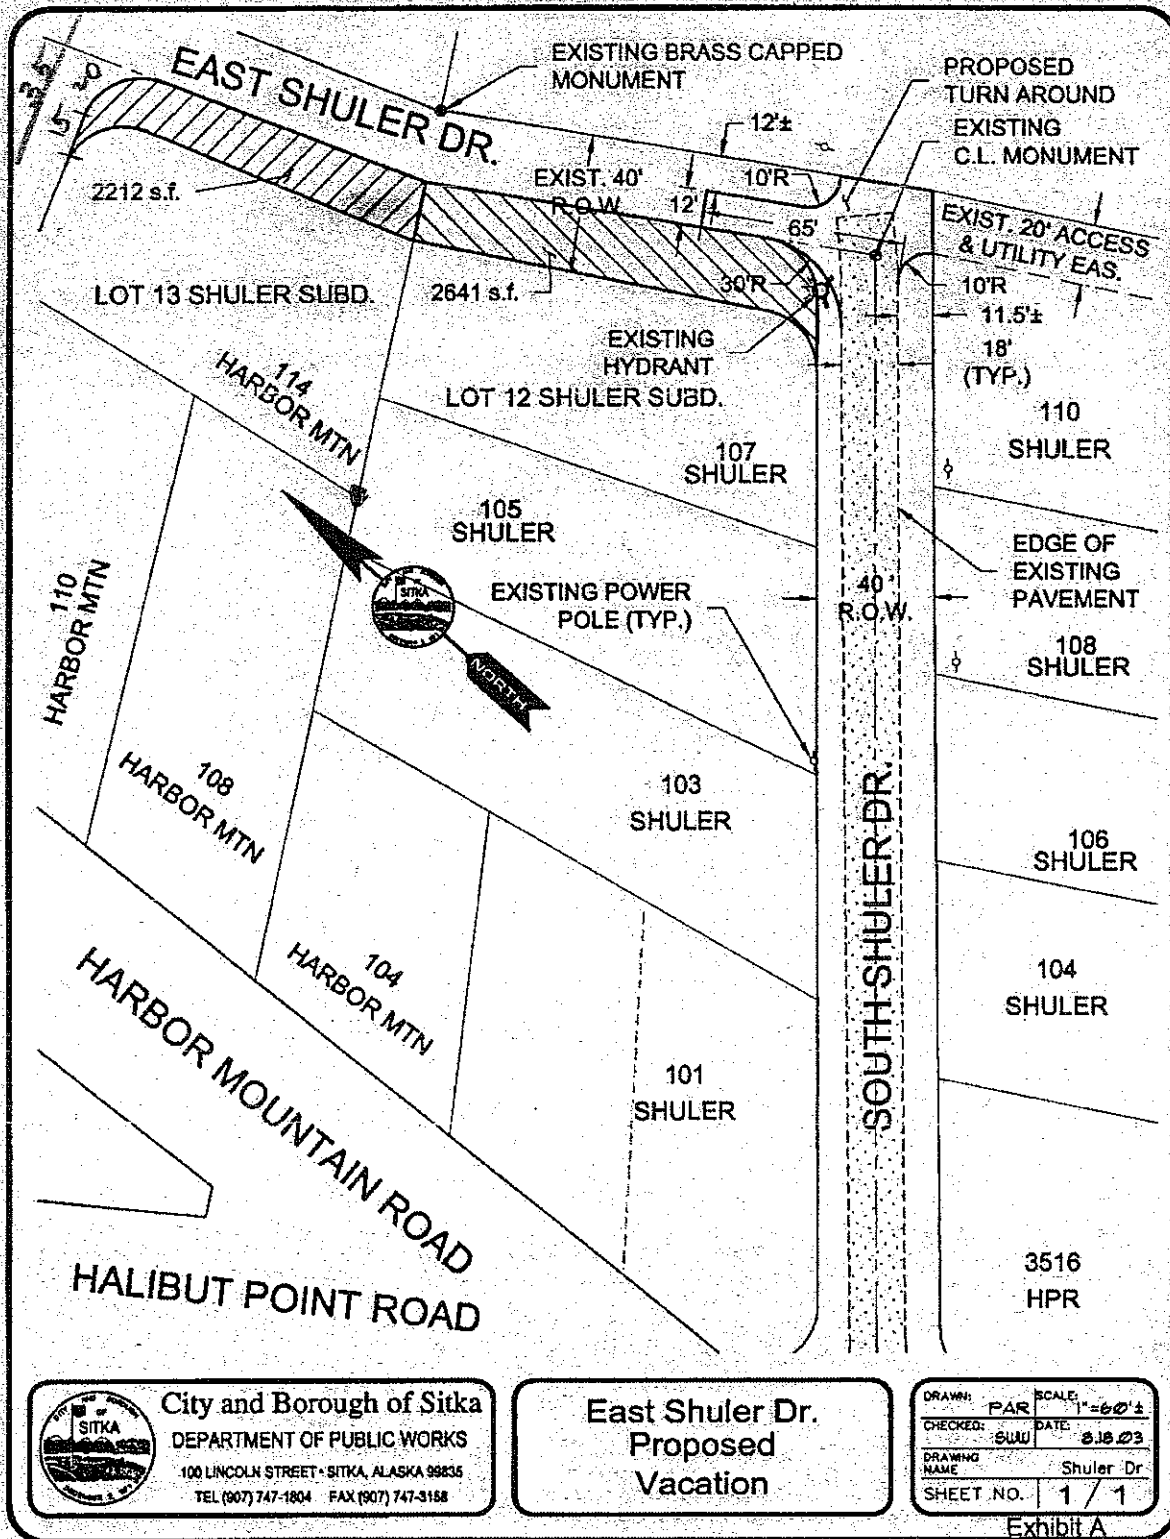 EAST SHULER DR.
EXISTING BRASS CAPPED
MONUMENT
PROPOSED
TURN AROUND
EXISTING
C.L. MONUMENT
12'±
2212 s.f.
EXIST. 40'
R.O.W.
12'
10'R
65'
EXIST. 20' ACCESS
& UTILITY EAS.
LOT 13 SHULER SUBD.
2641 s.f.
30'R
10'R
11.5'±
18'
(TYP.)
EXISTING
HYDRANT
LOT 12 SHULER SUBD.
114
HARBOR MTN
107
SHULER
110
SHULER
105
SHULER
EDGE OF
EXISTING
PAVEMENT
110
HARBOR MTN
SITKA
NORTH
EXISTING POWER
POLE (TYP.)
40'
R.O.W.
108
SHULER
108
HARBOR MTN
103
SHULER
106
SHULER
SOUTH SHULER DR.
104
HARBOR MTN
104
SHULER
101
SHULER
HARBOR MOUNTAIN ROAD
HALIBUT POINT ROAD
3516
HPR
SITKA
City and Borough of Sitka
DEPARTMENT OF PUBLIC WORKS
100 LINCOLN STREET • SITKA, ALASKA 99835
TEL (907) 747-1804 FAX (907) 747-3158
East Shuler Dr.
Proposed
Vacation
DRAWN: PAR SCALE: 1"=60'±
CHECKED: SWW DATE: 8.18.03
DRAWING NAME Shuler Dr
SHEET NO. 1 / 1
Exhibit A